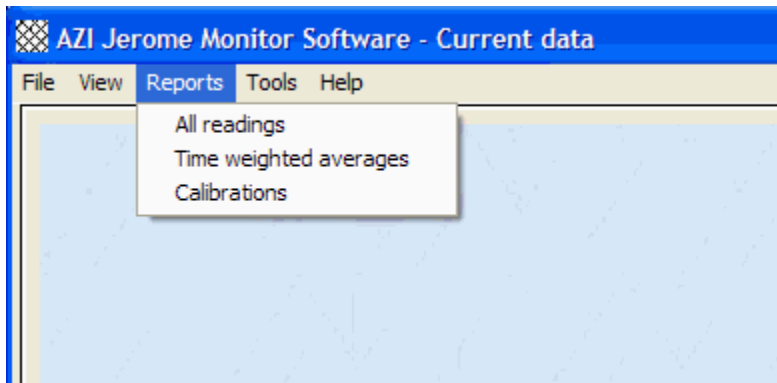 AZI Jerome Monitor Software - Current data
File View Reports Tools Help
All readings
Time weighted averages
Calibrations